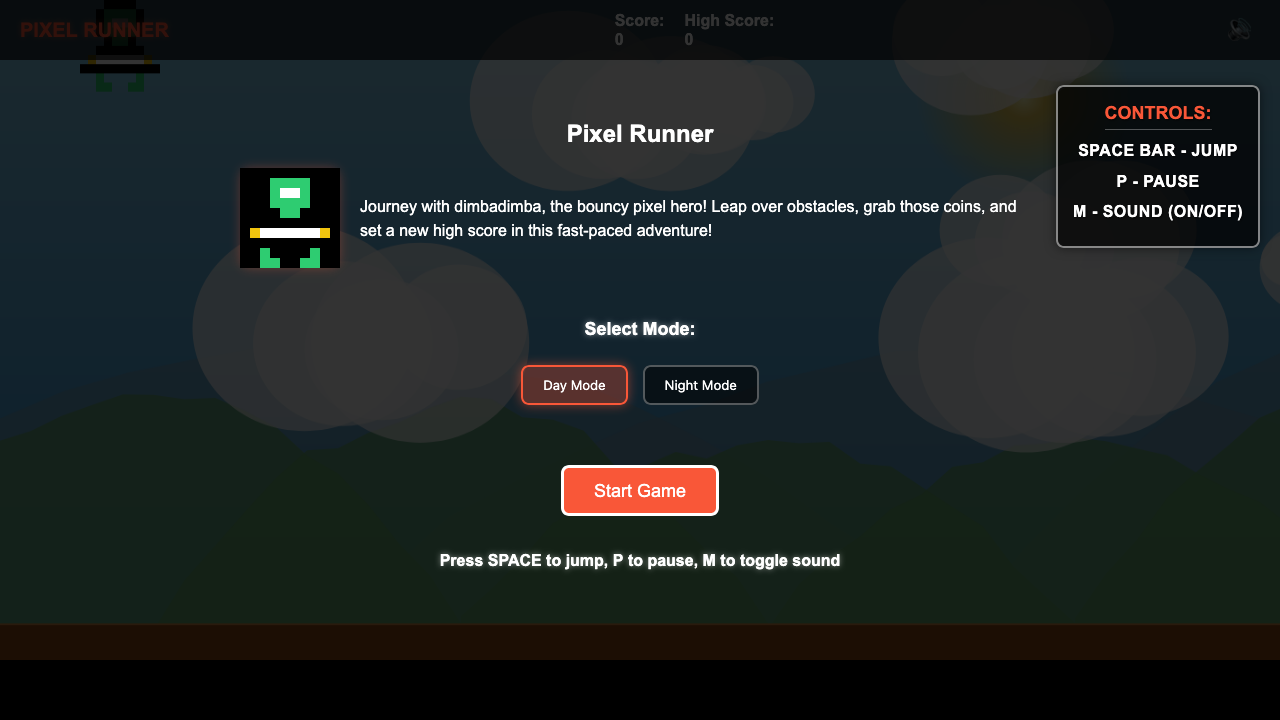 PIXEL RUNNER
Score:
0
High Score:
0
CONTROLS:
SPACE BAR - JUMP
P - PAUSE
M - SOUND (ON/OFF)
Pixel Runner
Journey with dimbadimba, the bouncy pixel hero! Leap over obstacles, grab those coins, and
set a new high score in this fast-paced adventure!
Select Mode:
Day Mode
Night Mode
Start Game
Press SPACE to jump, P to pause, M to toggle sound